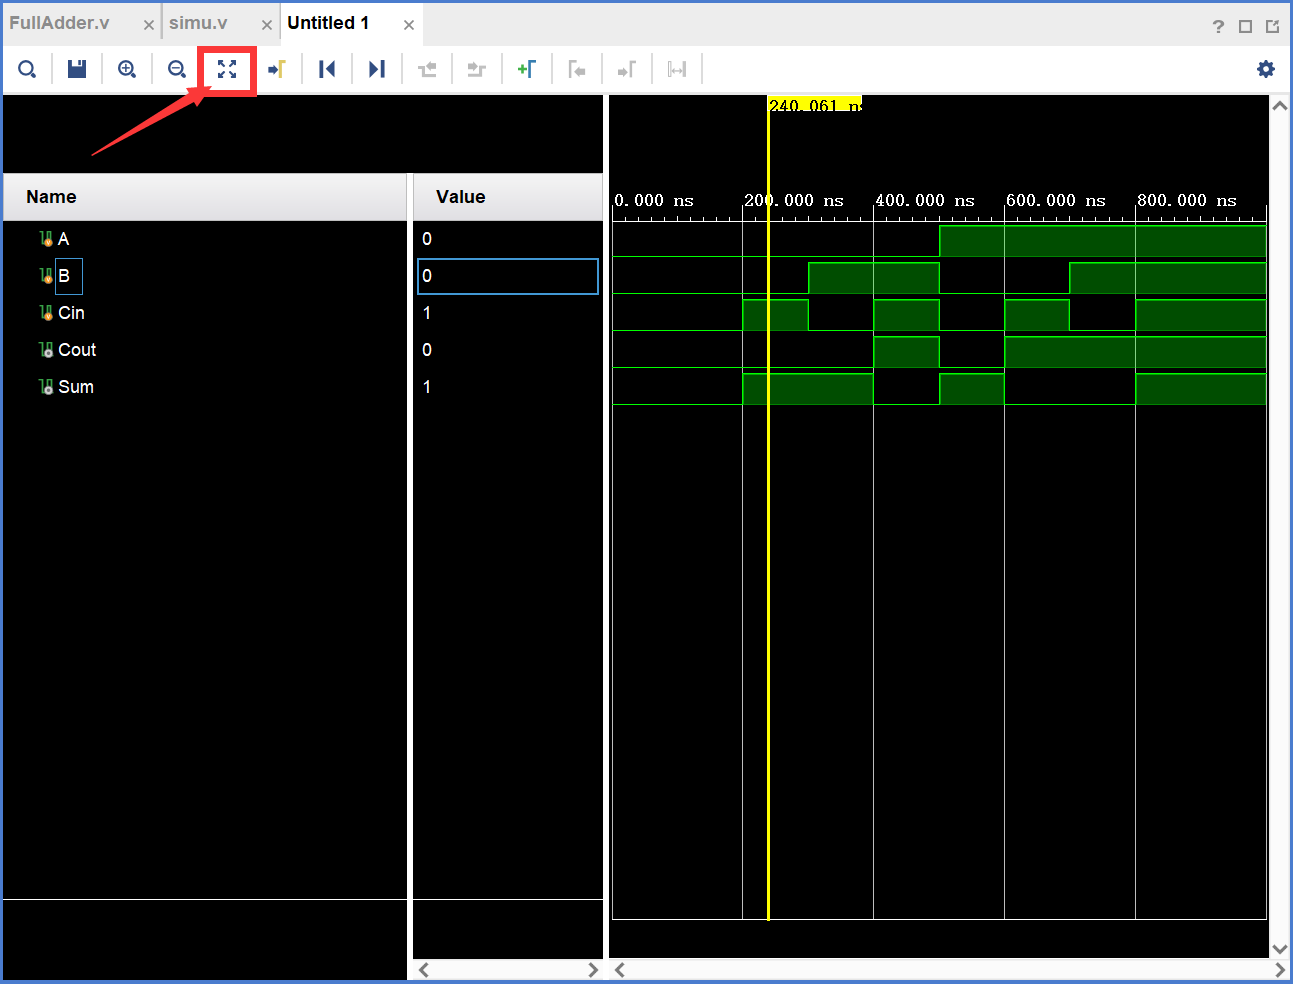 FullAdder.v simu.v Untitled 1
240.061 ns
Name Value
0.000 ns 200.000 ns 400.000 ns 600.000 ns 800.000 ns
A 0
B 0
Cin 1
Cout 0
Sum 1